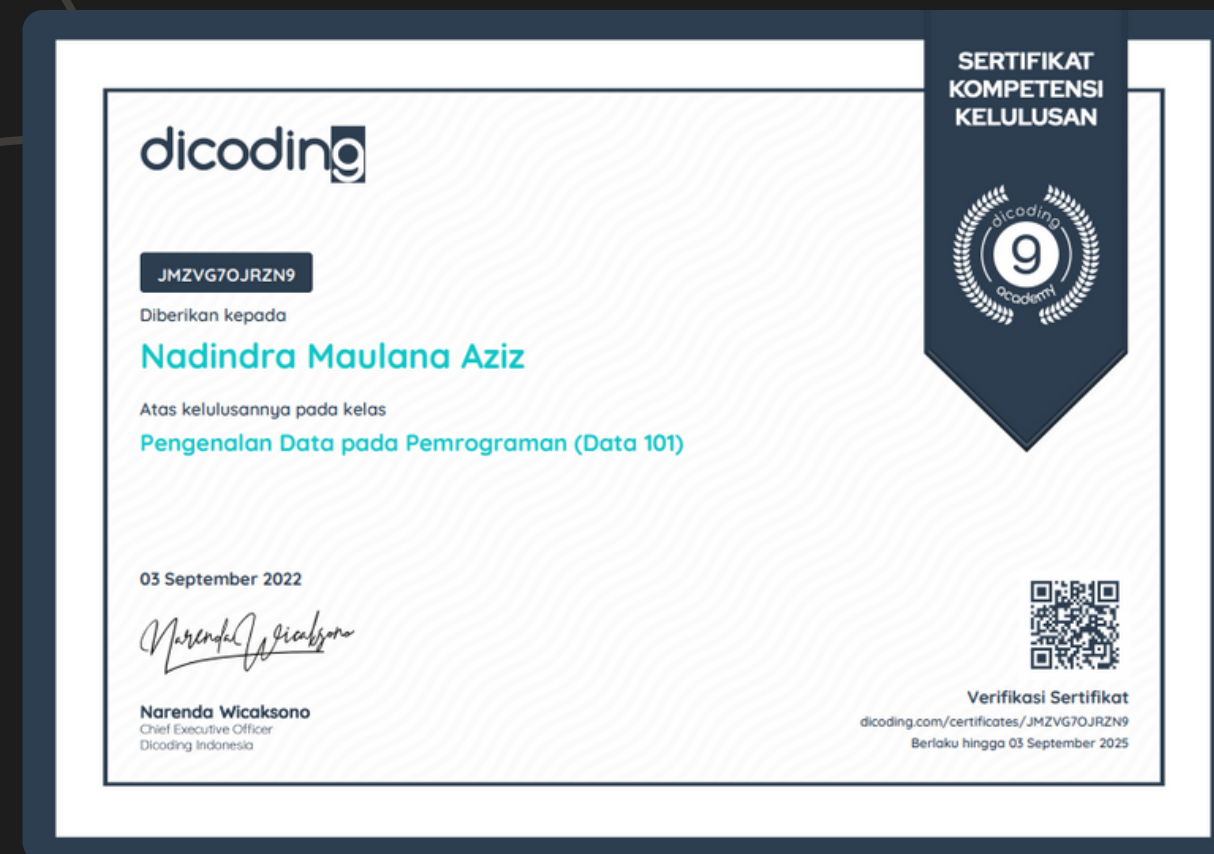 SERTIFIKAT
KOMPETENSI
KELULUSAN
dicoding
dicoding
9
academy
JMZVG7OJRZN9
Diberikan kepada
Nadindra Maulana Aziz
Atas kelulusannya pada kelas
Pengenalan Data pada Pemrograman (Data 101)
03 September 2022
Narenda Wicaksono
Narenda Wicaksono
Chief Executive Officer
Dicoding Indonesia
Verifikasi Sertifikat
dicoding.com/certificates/JMZVG7OJRZN9
Berlaku hingga 03 September 2025